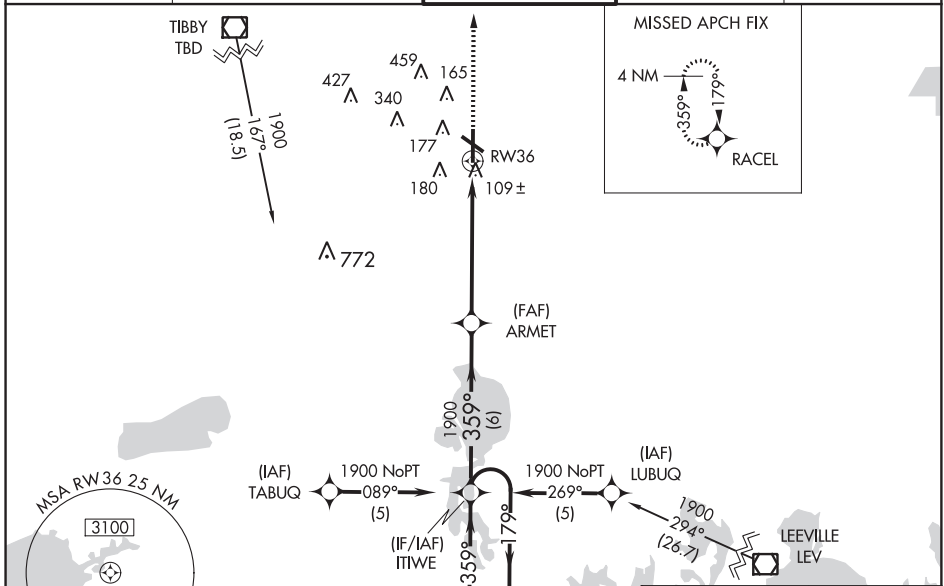 TIBBY
TBD
1900
167°
(18.5)
427
459
165
340
177
RW36
180
109 ±
772
MISSED APCH FIX
4 NM
359°
179°
RACEL
(FAF)
ARMET
1900
359°
(6)
(IAF)
TABUQ
1900 NoPT
089°
(5)
1900 NoPT
269°
(5)
(IAF)
LUBUQ
(IF/IAF)
ITIWE
359°
179°
1900
294°
(26.7)
LEEVILLE
LEV
MSA RW36 25 NM
3100